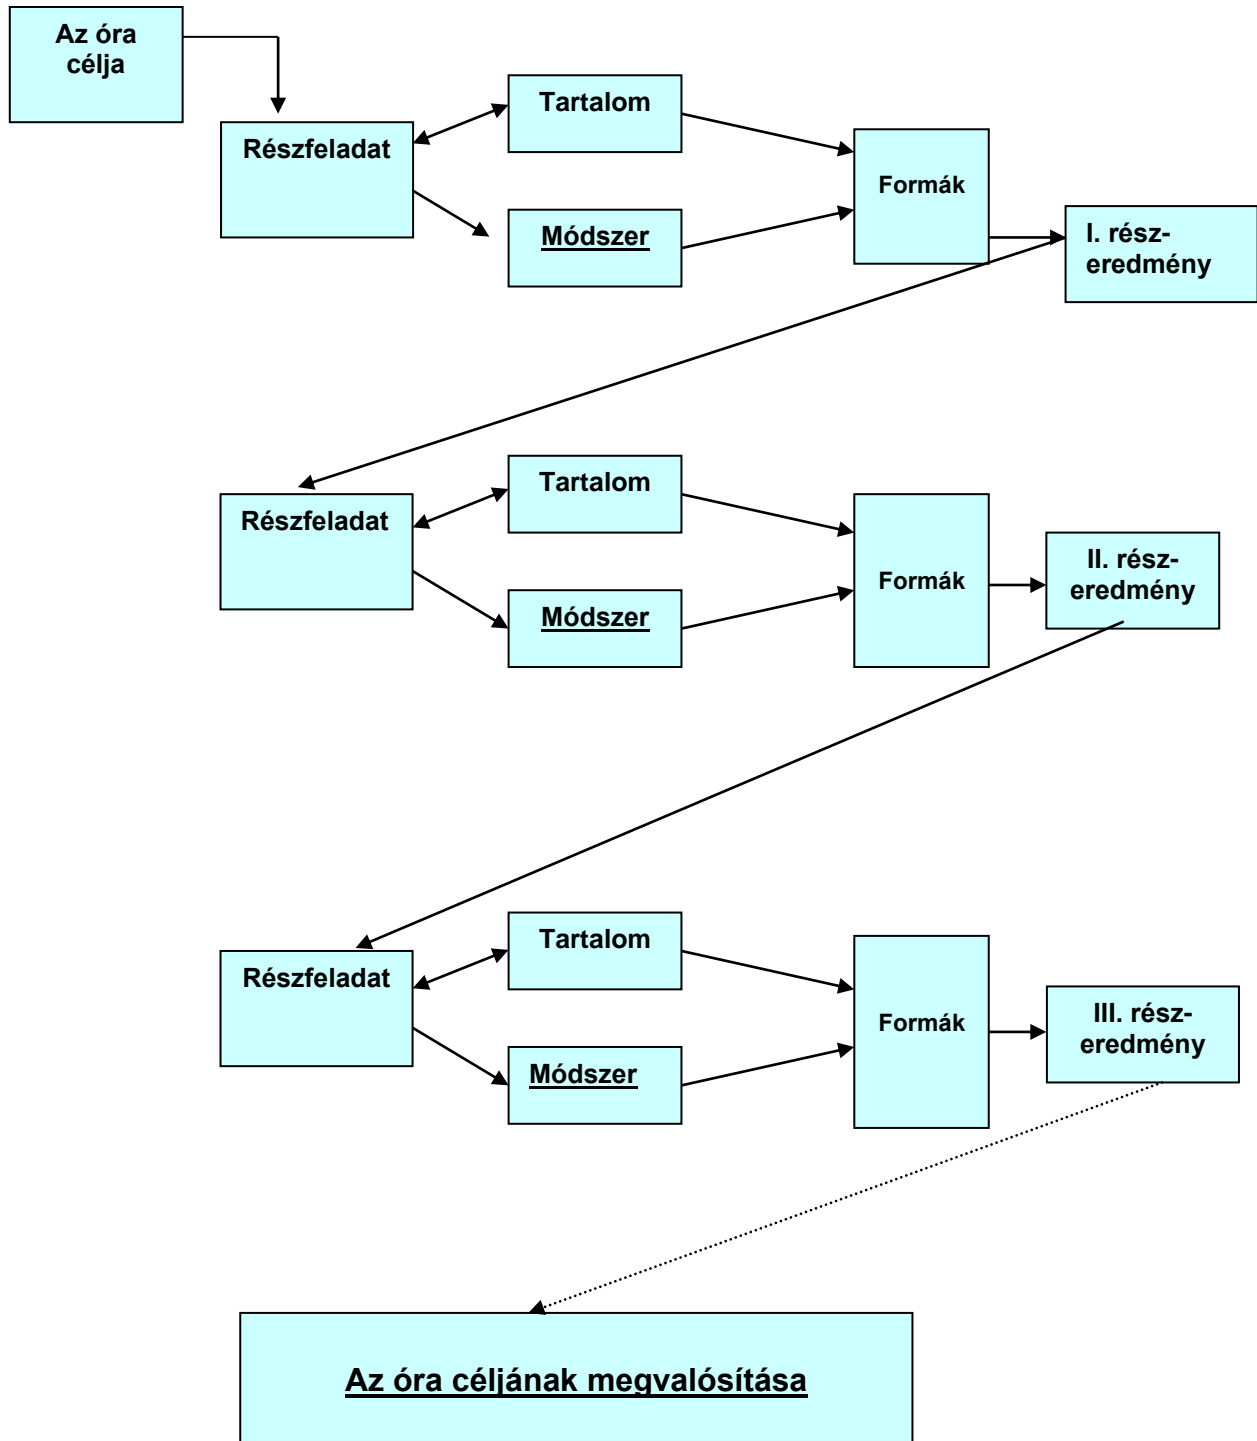 Az óra
célja
Tartalom
Részfeladat
Formák
Módszer
I. rész-
eredmény
Tartalom
Részfeladat
Formák
Módszer
II. rész-
eredmény
Tartalom
Részfeladat
Formák
Módszer
III. rész-
eredmény
Az óra céljának megvalósítása